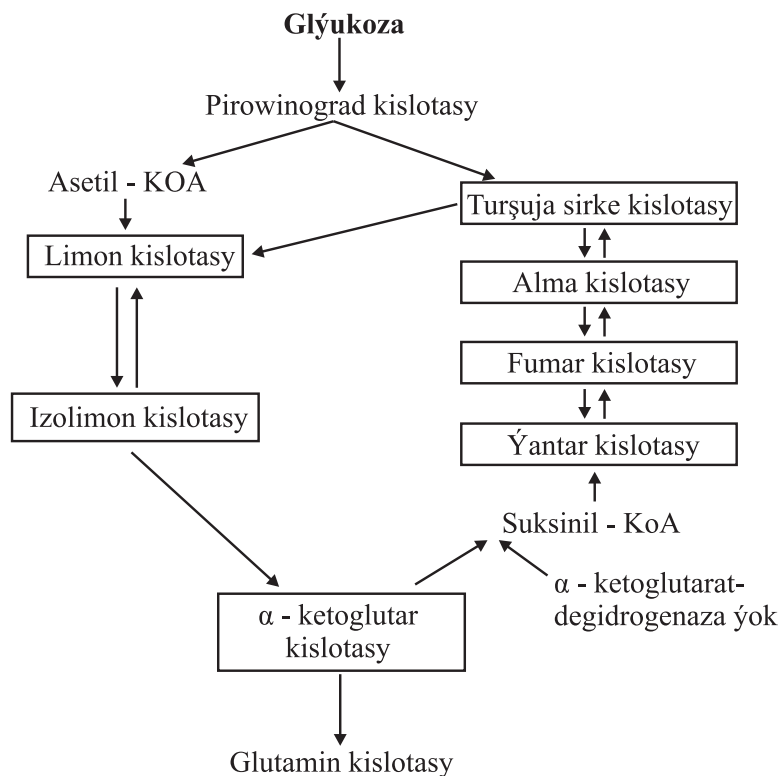 Glýukoza
Pirowinograd kislotasy
Asetil - KOA
Turşuja sirke kislotasy
Limon kislotasy
Alma kislotasy
Fumar kislotasy
Izolimon kislotasy
Ýantar kislotasy
Suksinil - KoA
α - ketoglutarat-
degidrogenaza ýok
α - ketoglutar
kislotasy
Glutamin kislotasy